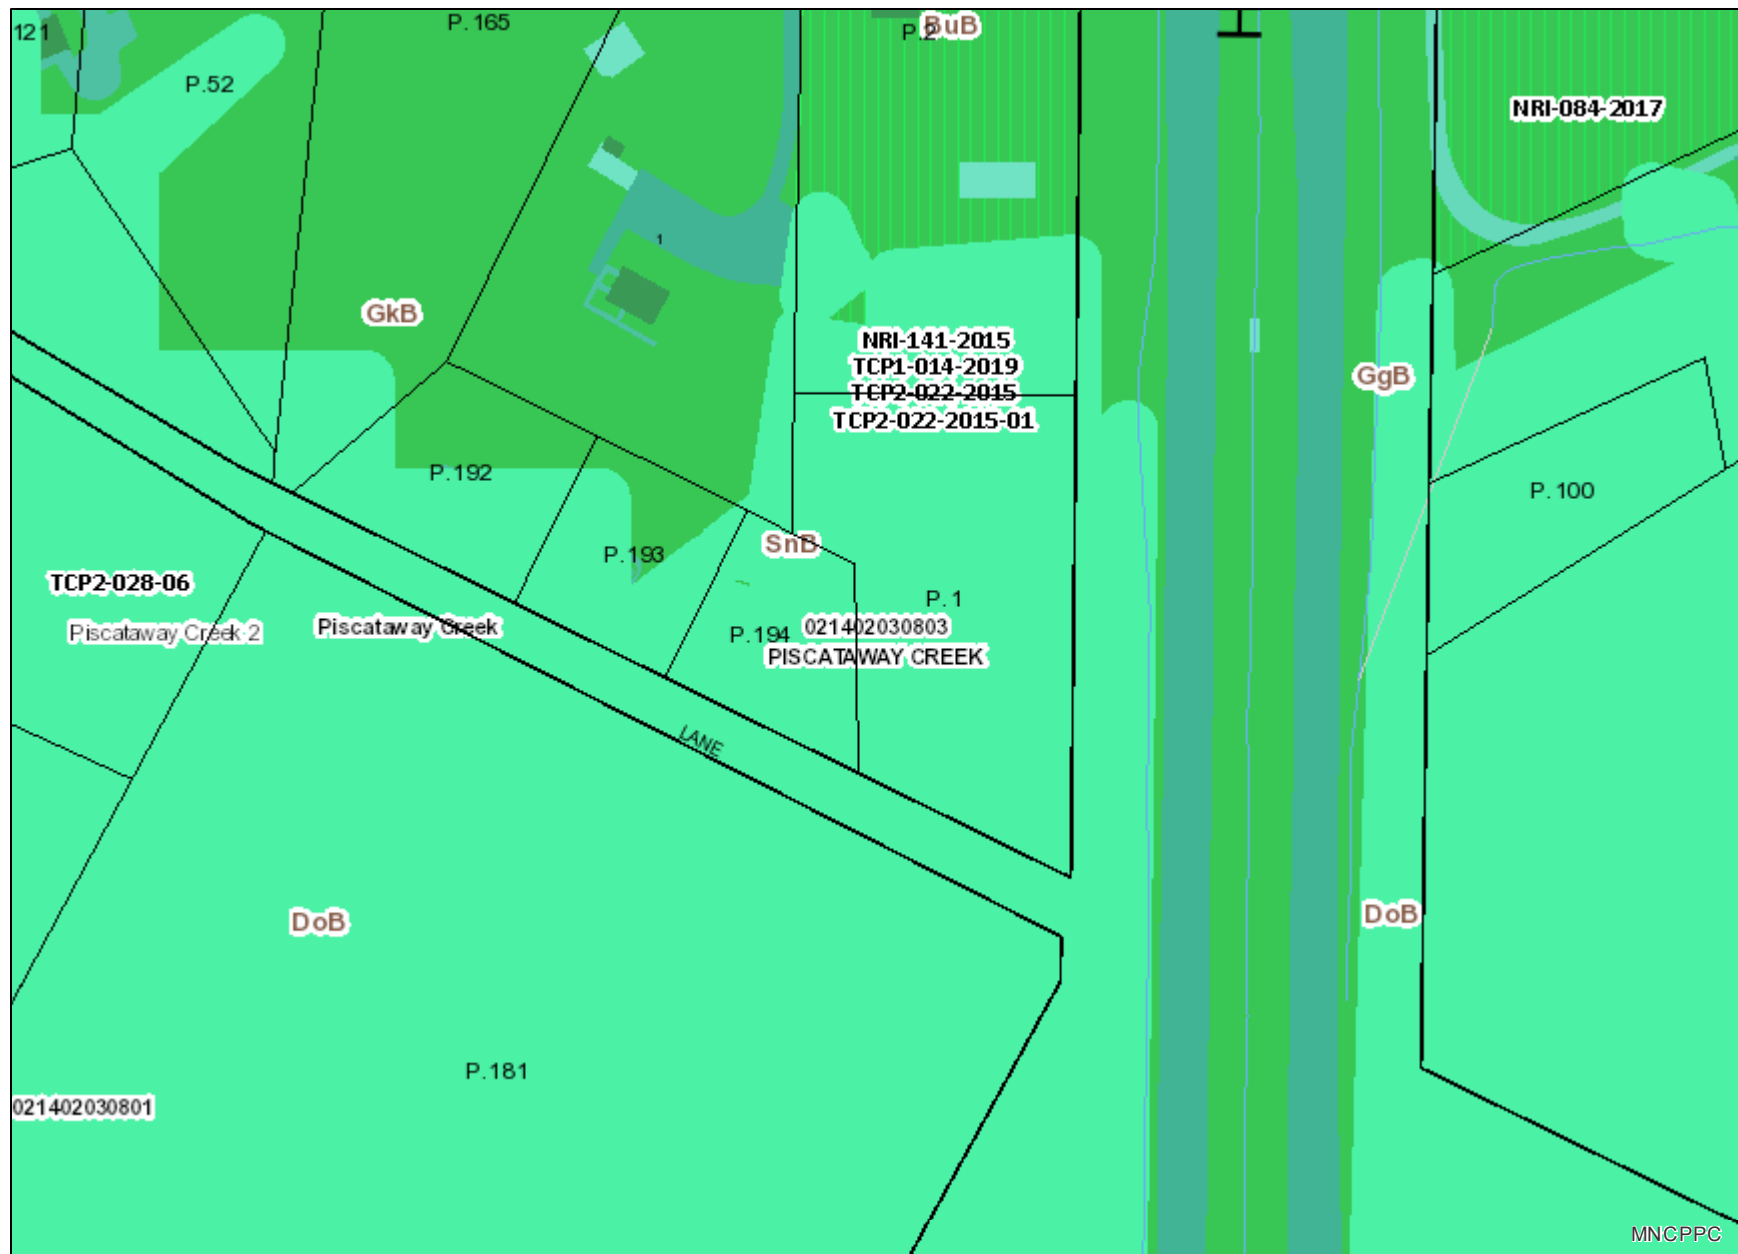 P.165
P.2
BuB
121
P.52
NRI-084-2017
1
GkB
NRI-141-2015
TCP1-014-2019
TCP2-022-2015
TCP2-022-2015-01
GgB
P.192
P.100
P.193
SnB
TCP2-028-06
P.1
Piscataway Creek 2
Piscataway Creek
P.194
021402030803
PISCATAWAY CREEK
LANE
DoB
DoB
P.181
021402030801
MNCPPC